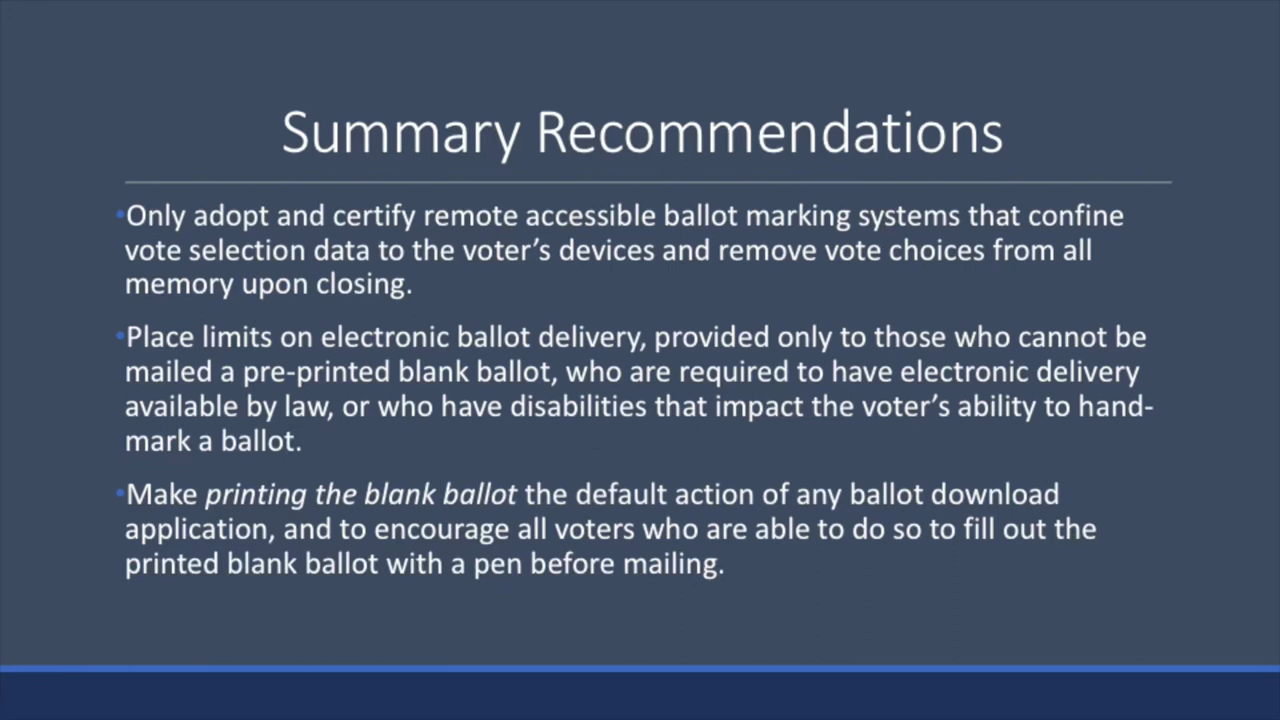 Summary Recommendations
•Only adopt and certify remote accessible ballot marking systems that confine
vote selection data to the voter’s devices and remove vote choices from all
memory upon closing.
•Place limits on electronic ballot delivery, provided only to those who cannot be
mailed a pre-printed blank ballot, who are required to have electronic delivery
available by law, or who have disabilities that impact the voter’s ability to hand-
mark a ballot.
•Make printing the blank ballot the default action of any ballot download
application, and to encourage all voters who are able to do so to fill out the
printed blank ballot with a pen before mailing.